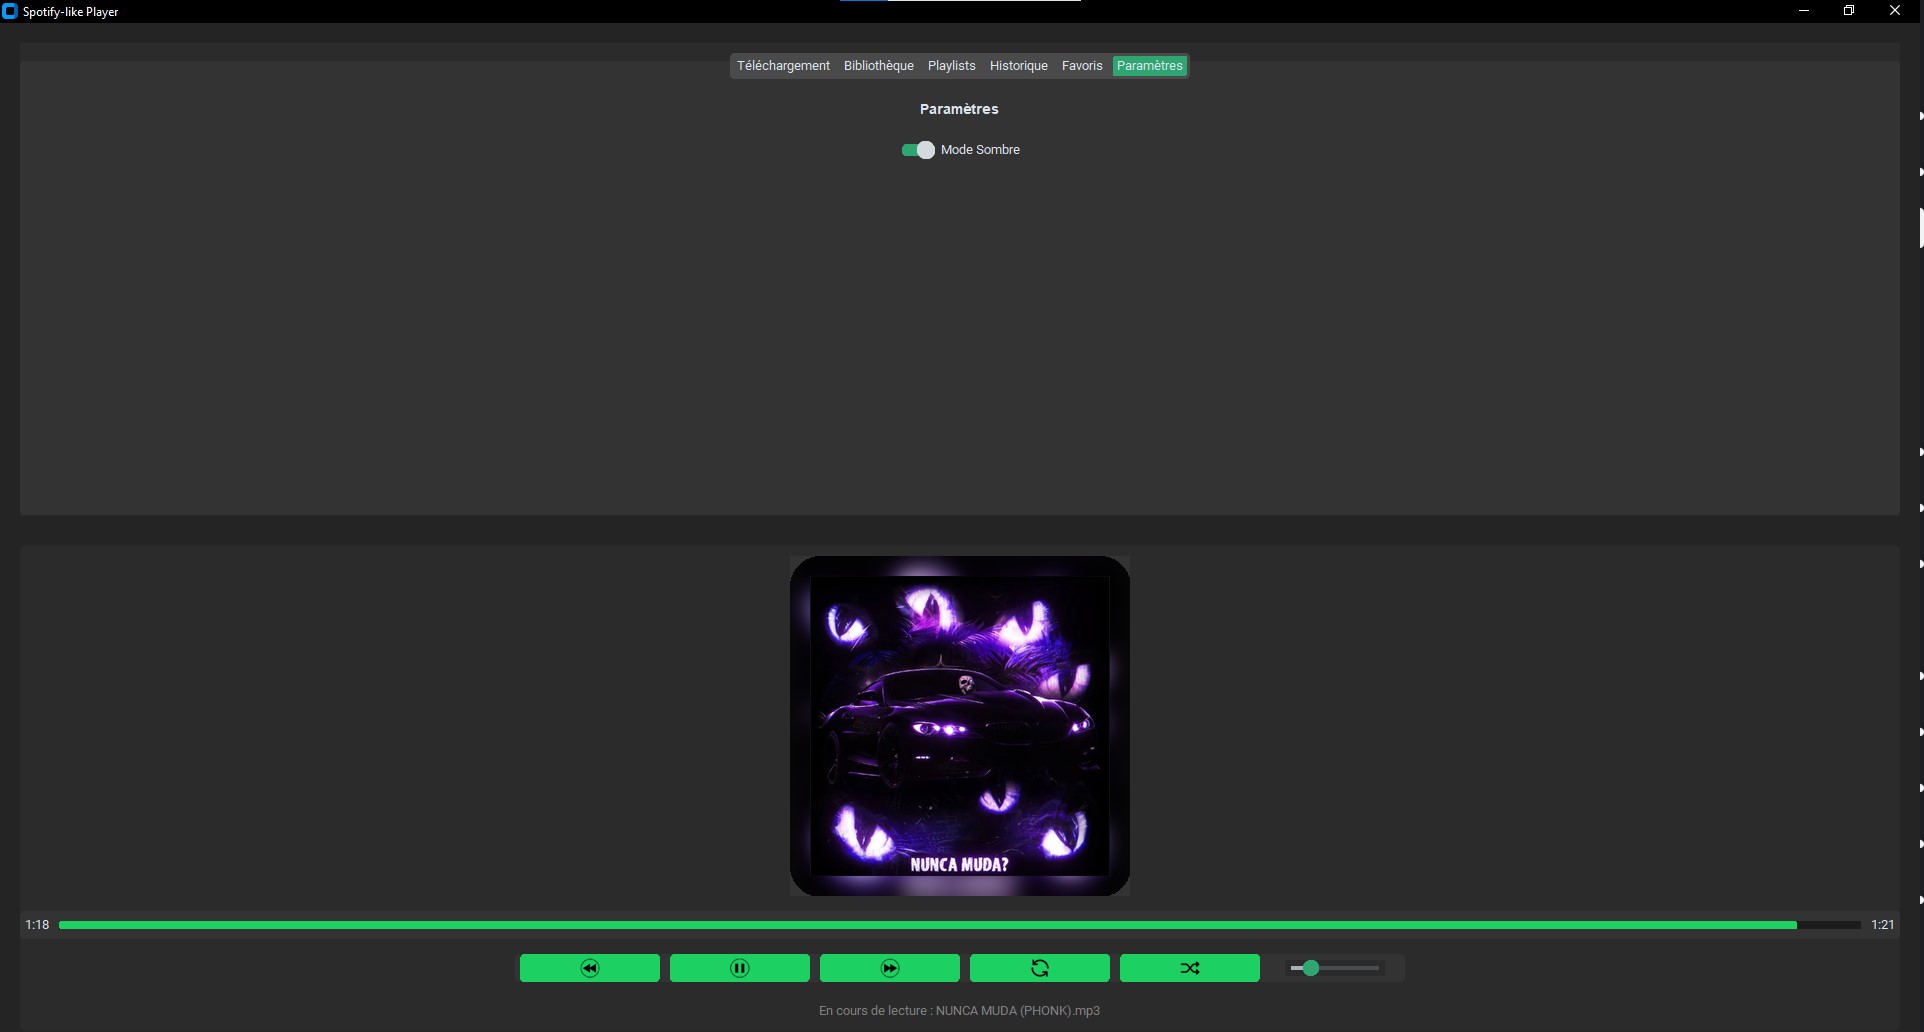 Spotify-like Player
Téléchargement Bibliothèque Playlists Historique Favoris Paramètres
Paramètres
Mode Sombre
NUNCA MUDA?
1:18 1:21
En cours de lecture : NUNCA MUDA (PHONK).mp3